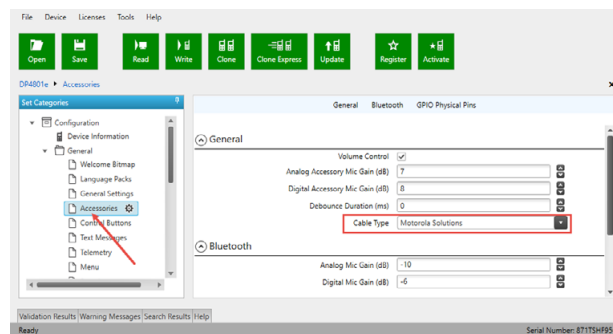 File Device Licenses Tools Help
Open Save Read Write Clone Clone Express Update Register Activate
DP4801e Accessories
Set Categories
General Bluetooth GPIO Physical Pins
Configuration
Device Information
General
Welcome Bitmap
Language Packs
General Settings
Accessories
Control Buttons
Text Messages
Telemetry
Menu
General
Volume Control
Analog Accessory Mic Gain (dB) 7
Digital Accessory Mic Gain (dB) 8
Debounce Duration (ms) 0
Cable Type Motorola Solutions
Bluetooth
Analog Mic Gain (dB) -10
Digital Mic Gain (dB) -6
Validation Results Warning Messages Search Results Help
Ready Serial Number: 871TSHF95